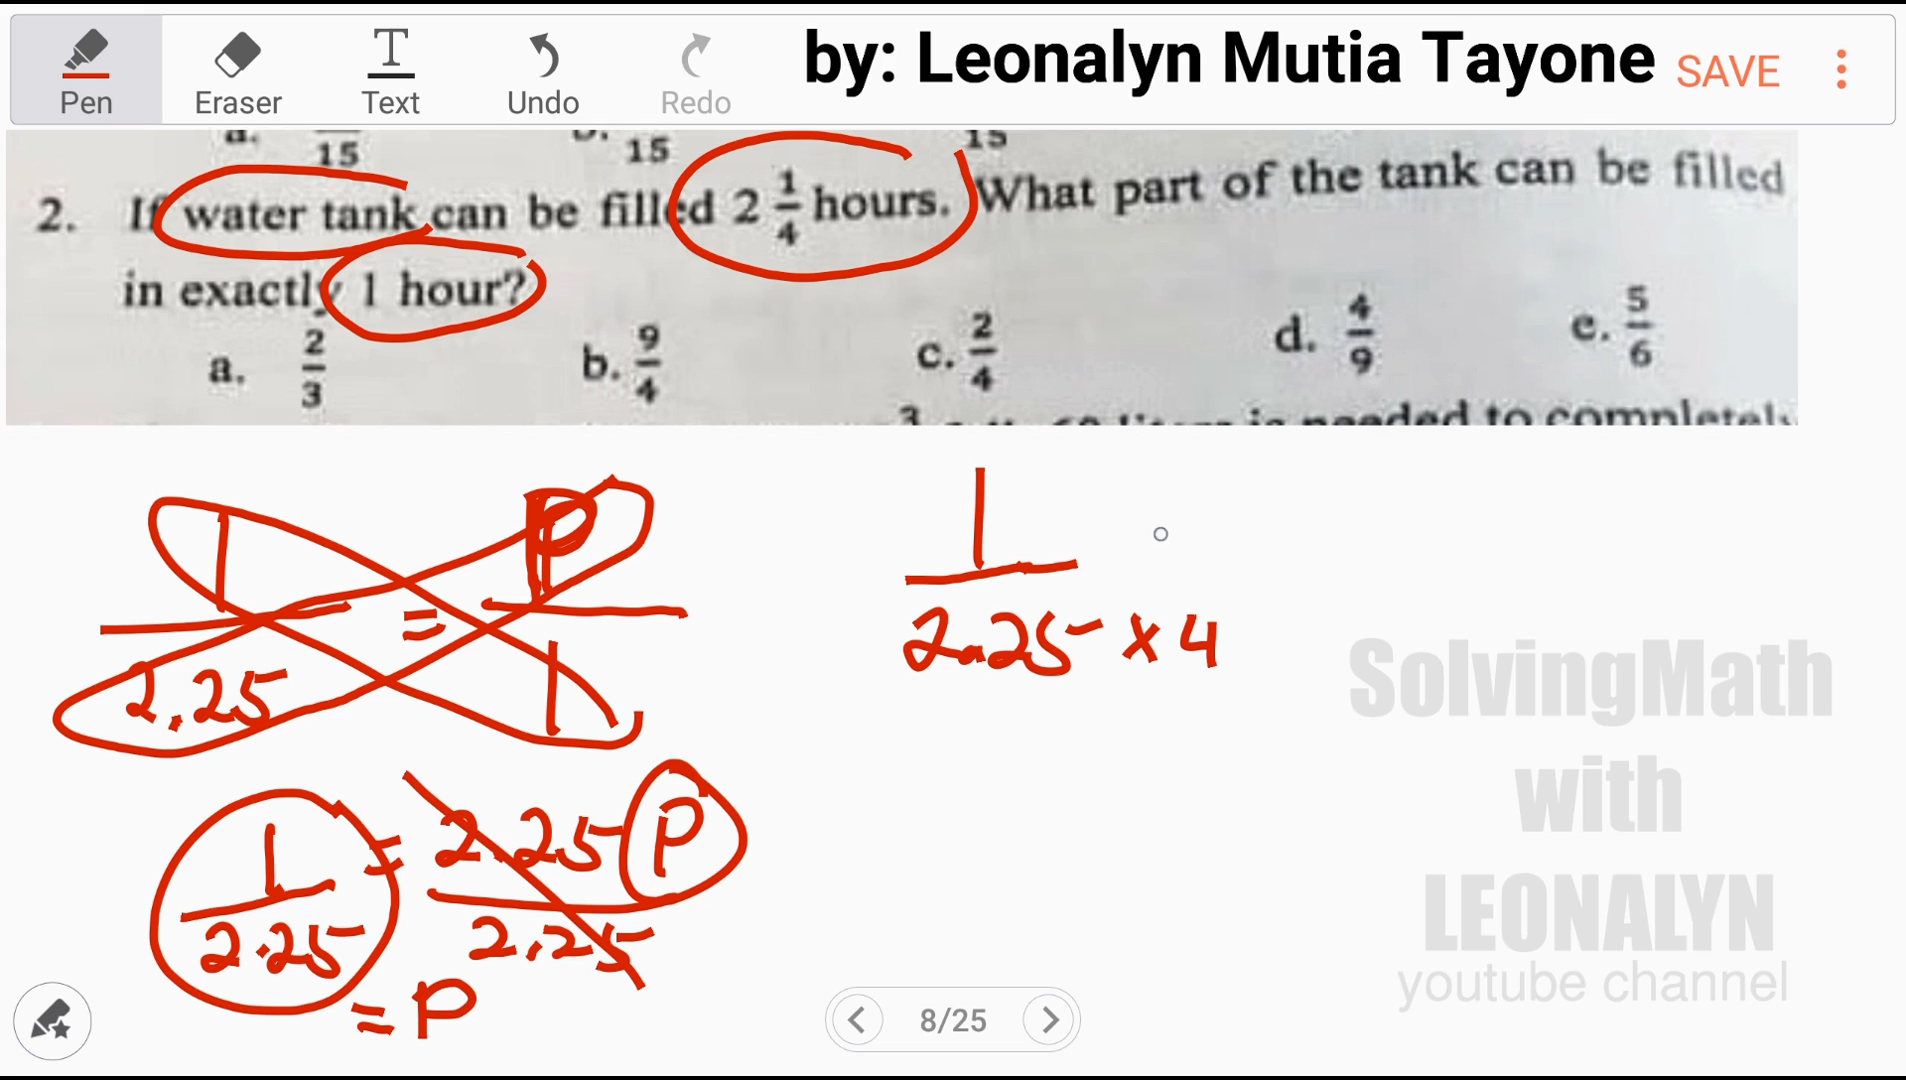 by: Leonalyn Mutia Tayone
SAVE
Pen
Eraser
Text
Undo
Redo
15
15
15
2. If water tank can be filled 2 1/4 hours. What part of the tank can be filled
in exactly 1 hour?
a. 2/3 b. 9/4 c. 2/4 d. 4/9 e. 5/6
1/2.25 = P/1
1/2.25 = 2.25P/2.25
= P
1
2.25 x 4
SolvingMath
with
LEONALYN
youtube channel
8/25